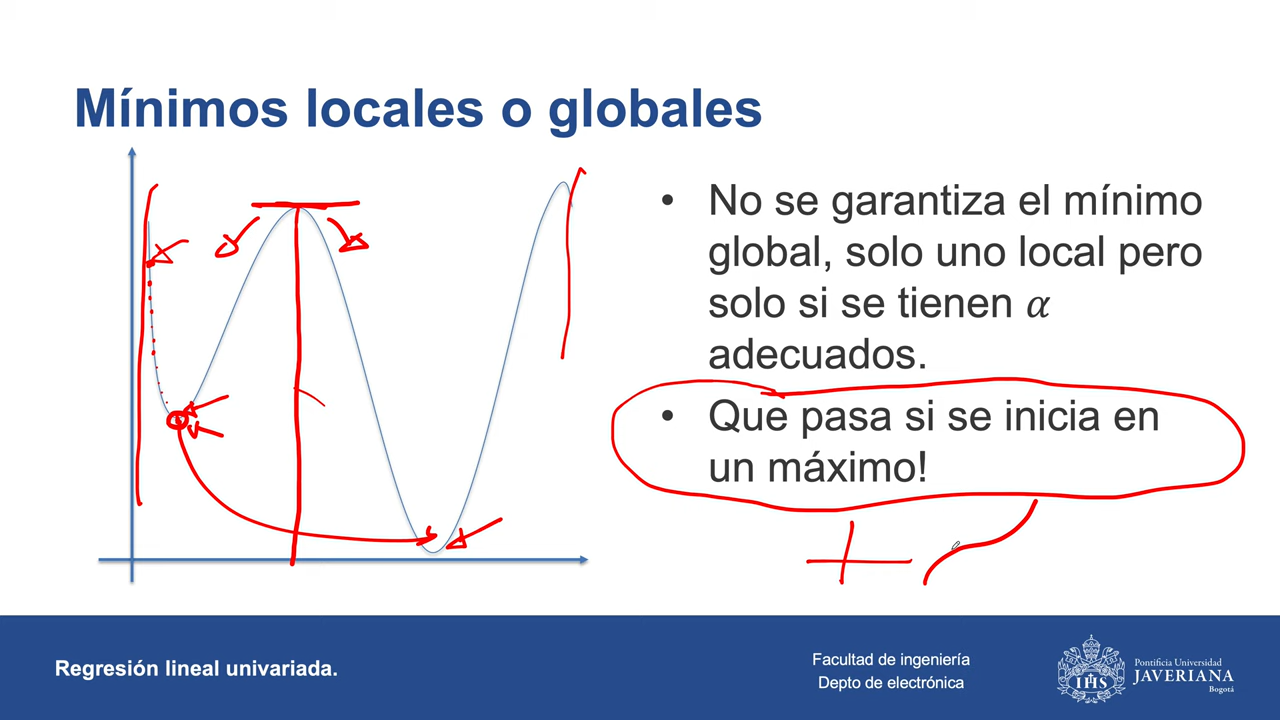 Mínimos locales o globales
• No se garantiza el mínimo
global, solo uno local pero
solo si se tienen α
adecuados.
• Que pasa si se inicia en
un máximo!
Regresión lineal univariada.
Facultad de ingeniería
Depto de electrónica
IHS
Pontificia Universidad
JAVERIANA
Bogotá